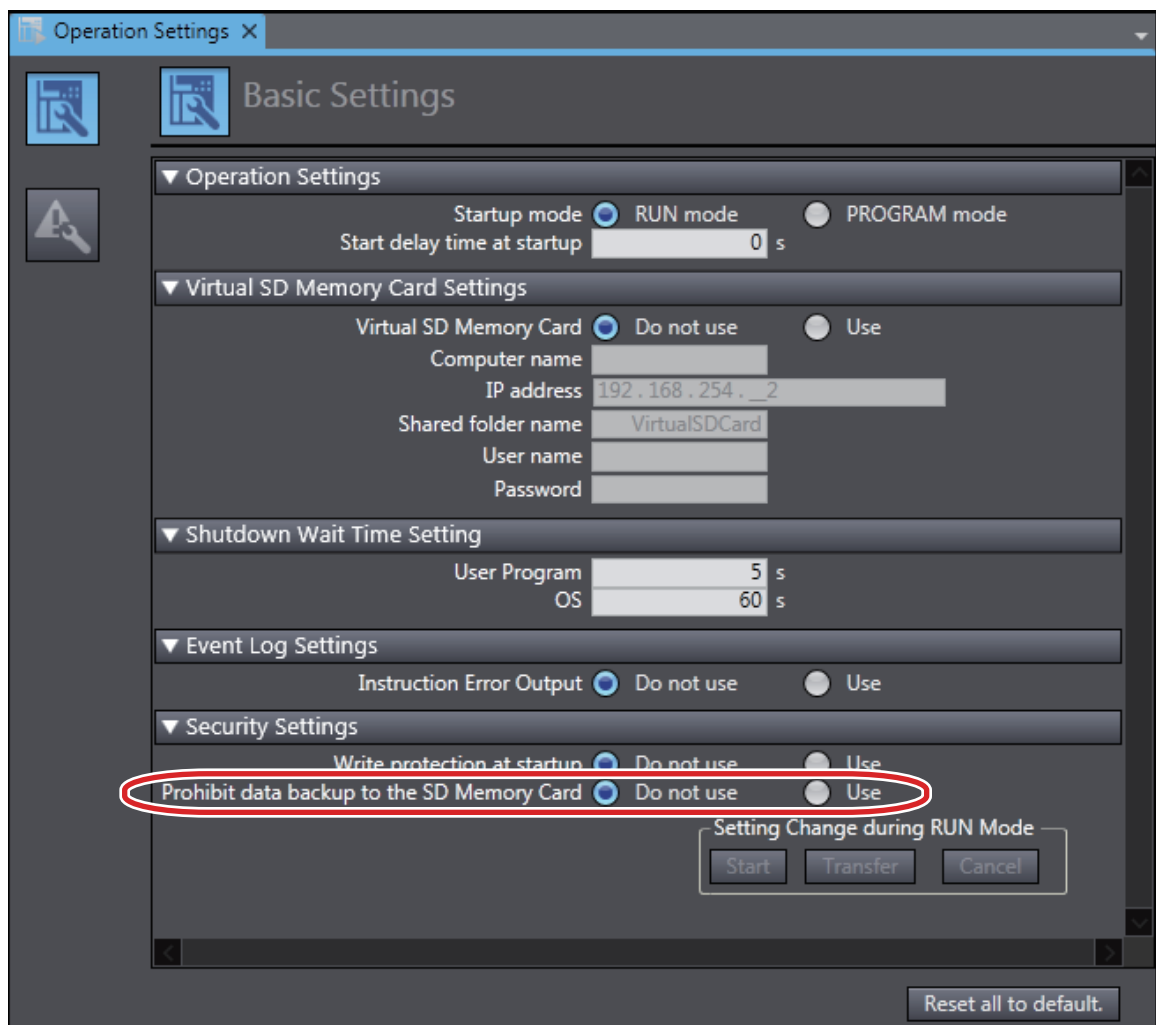 Operation Settings
Basic Settings
Operation Settings
Startup mode RUN mode PROGRAM mode
Start delay time at startup 0 s
Virtual SD Memory Card Settings
Virtual SD Memory Card Do not use Use
Computer name
IP address 192 . 168 . 254 . __2
Shared folder name VirtualSDCard
User name
Password
Shutdown Wait Time Setting
User Program 5 s
OS 60 s
Event Log Settings
Instruction Error Output Do not use Use
Security Settings
Write protection at startup Do not use Use
Prohibit data backup to the SD Memory Card Do not use Use
Setting Change during RUN Mode
Start Transfer Cancel
Reset all to default.